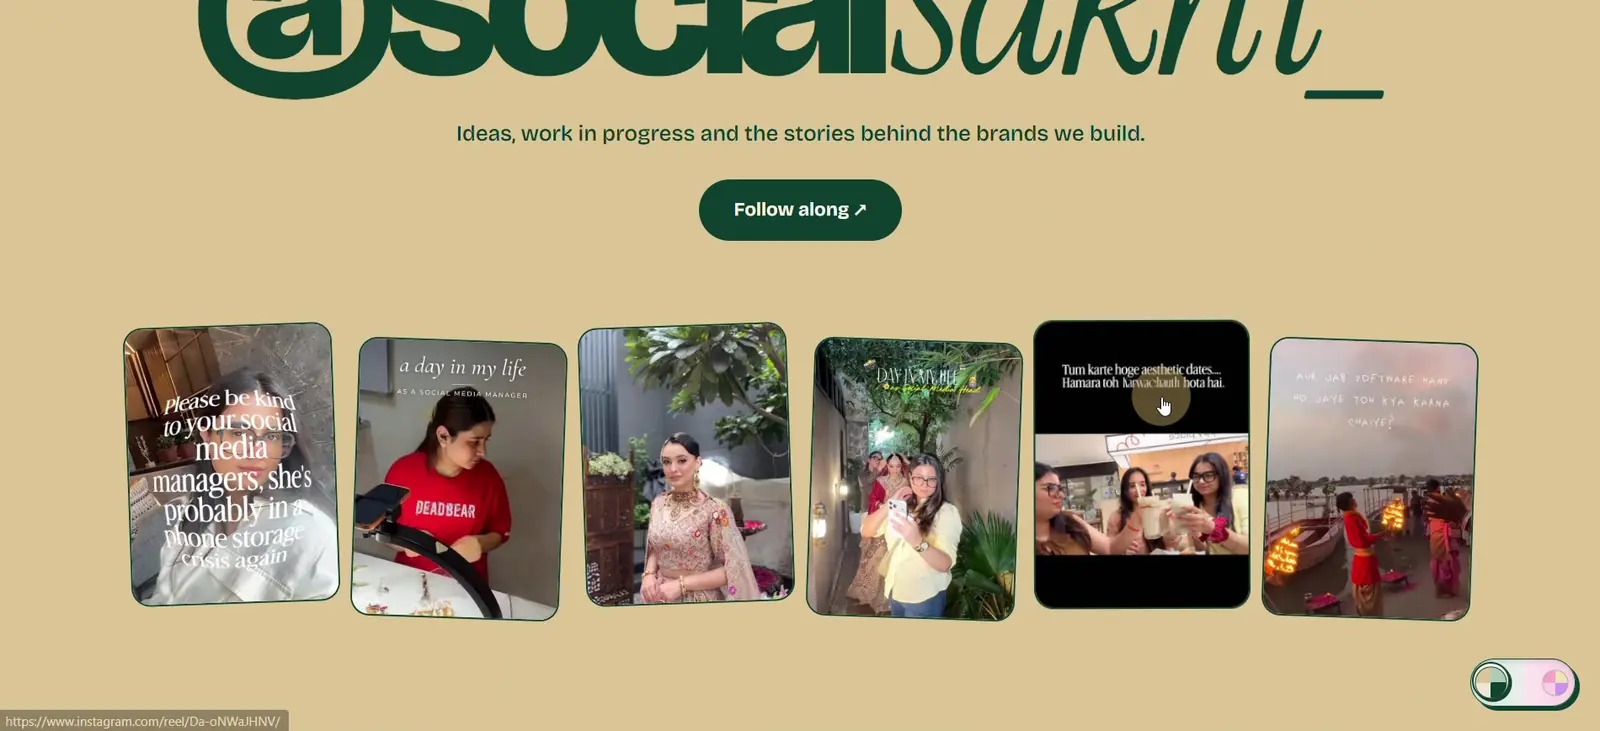 @socialsakhi_
Ideas, work in progress and the stories behind the brands we build.
Follow along ↗
Please be kind
to your social
media
managers, she's
probably in a
phone storage
crisis again
a day in my life
AS A SOCIAL MEDIA MANAGER
DEADBEAR
DAY IN MY LIFE
Social Media Head
Tum karte hoge aesthetic dates....
Hamara toh karwachauth hota hai.
AUR JAB SOFTWARE HANG
HO JAYE TOH KYA KARNA
CHAIYE?
https://www.instagram.com/reel/Da-oNWaJHNV/